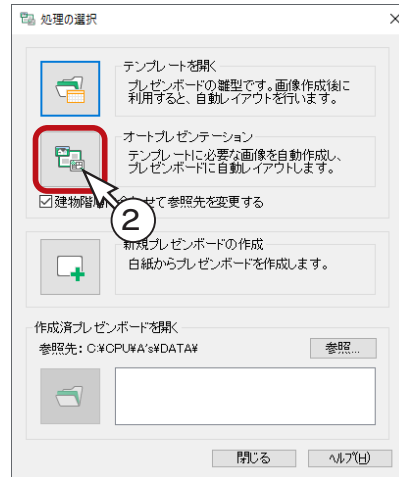 処理の選択
テンプレートを開く
プレゼンボードの雛型です。画像作成後に
利用すると、自動レイアウトを行います。
オートプレゼンテーション
テンプレートに必要な画像を自動作成し、
プレゼンボードに自動レイアウトします。
建物階層に合わせて参照先を変更する
②
新規プレゼンボードの作成
白紙からプレゼンボードを作成します。
作成済プレゼンボードを開く
参照先: C:¥CPU¥A's¥DATA¥
参照...
閉じる
ヘルプ(H)